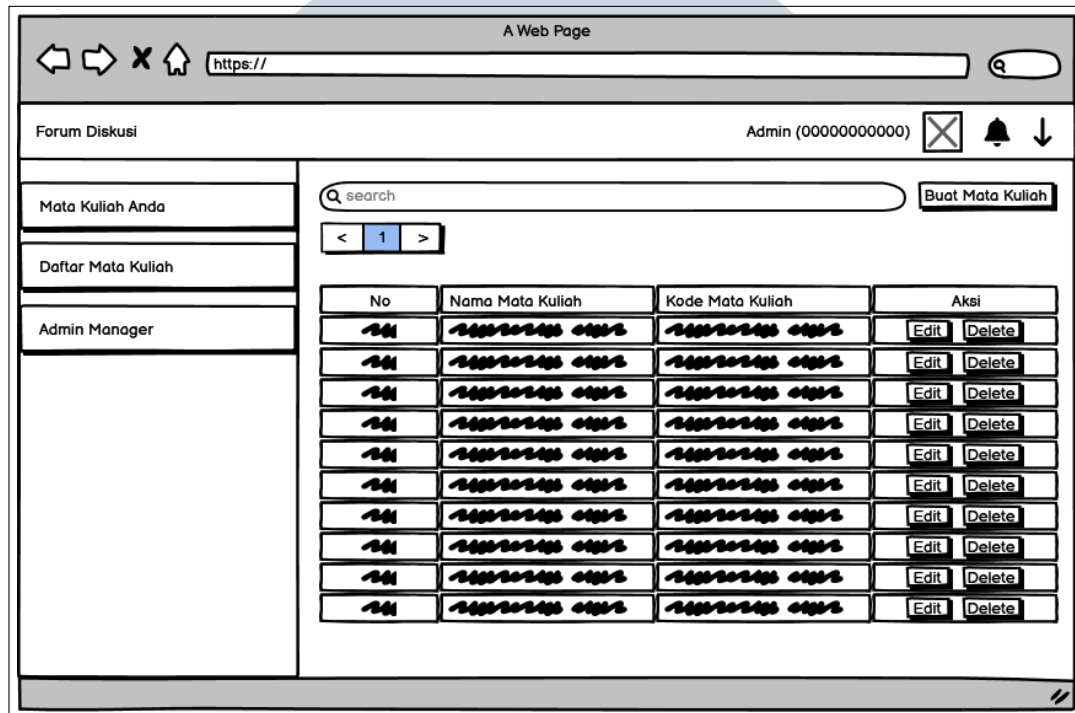 A Web Page
https://
Forum Diskusi
Admin (00000000000)
Mata Kuliah Anda
Daftar Mata Kuliah
Admin Manager
search
Buat Mata Kuliah
< 1 >
No Nama Mata Kuliah Kode Mata Kuliah Aksi
Edit Delete
Edit Delete
Edit Delete
Edit Delete
Edit Delete
Edit Delete
Edit Delete
Edit Delete
Edit Delete
Edit Delete